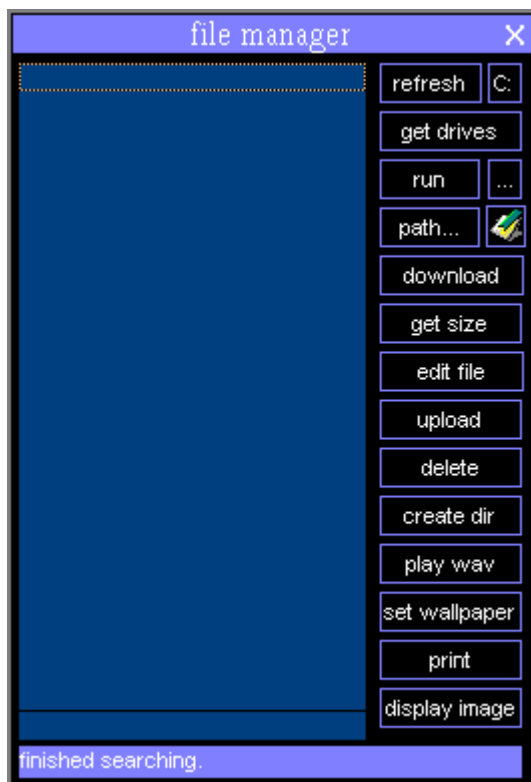 file manager X
refresh C:
get drives
run ...
path...
download
get size
edit file
upload
delete
create dir
play wav
set wallpaper
print
display image
finished searching.